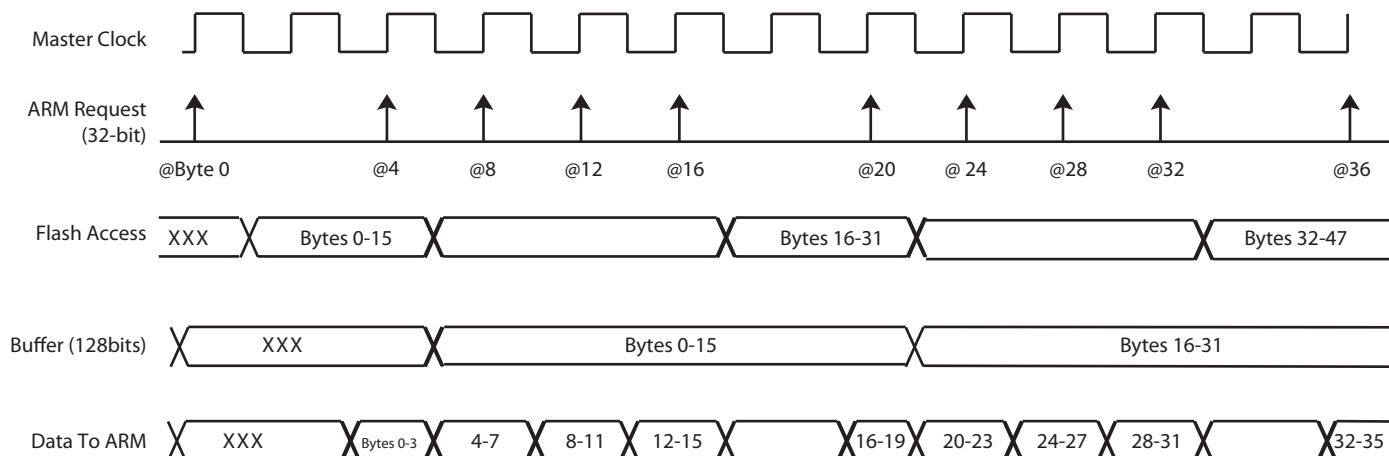 Master Clock
ARM Request
(32-bit)
@Byte 0 @4 @8 @12 @16 @20 @ 24 @28 @32 @36
Flash Access XXX Bytes 0-15 Bytes 16-31 Bytes 32-47
Buffer (128bits) XXX Bytes 0-15 Bytes 16-31
Data To ARM XXX Bytes 0-3 4-7 8-11 12-15 16-19 20-23 24-27 28-31 32-35